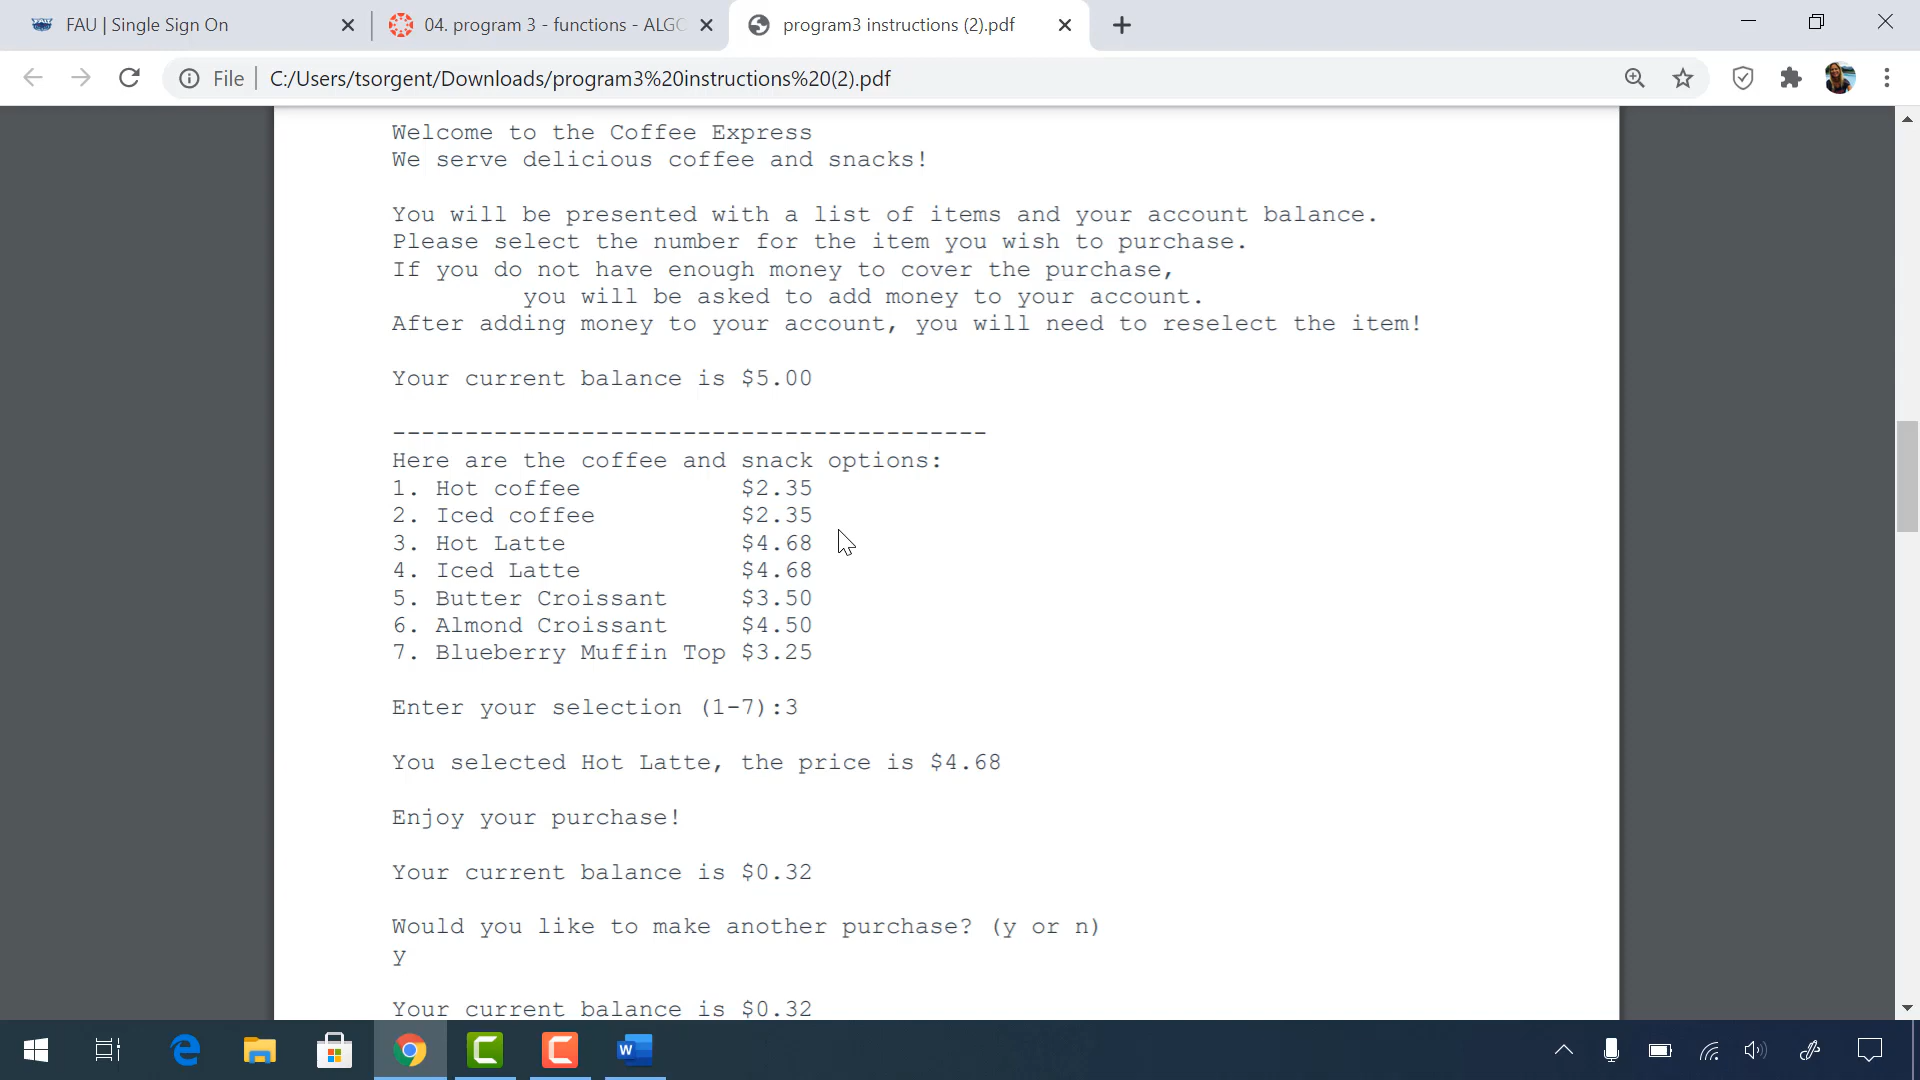 FAU | Single Sign On
04. program 3 - functions - ALGO
program3 instructions (2).pdf
File
C:/Users/tsorgent/Downloads/program3%20instructions%20(2).pdf
Welcome to the Coffee Express
We serve delicious coffee and snacks!
You will be presented with a list of items and your account balance.
Please select the number for the item you wish to purchase.
If you do not have enough money to cover the purchase,
you will be asked to add money to your account.
After adding money to your account, you will need to reselect the item!
Your current balance is $5.00
-----------------------------------------
Here are the coffee and snack options:
1. Hot coffee $2.35
2. Iced coffee $2.35
3. Hot Latte $4.68
4. Iced Latte $4.68
5. Butter Croissant $3.50
6. Almond Croissant $4.50
7. Blueberry Muffin Top $3.25
Enter your selection (1-7):3
You selected Hot Latte, the price is $4.68
Enjoy your purchase!
Your current balance is $0.32
Would you like to make another purchase? (y or n)
y
Your current balance is $0.32